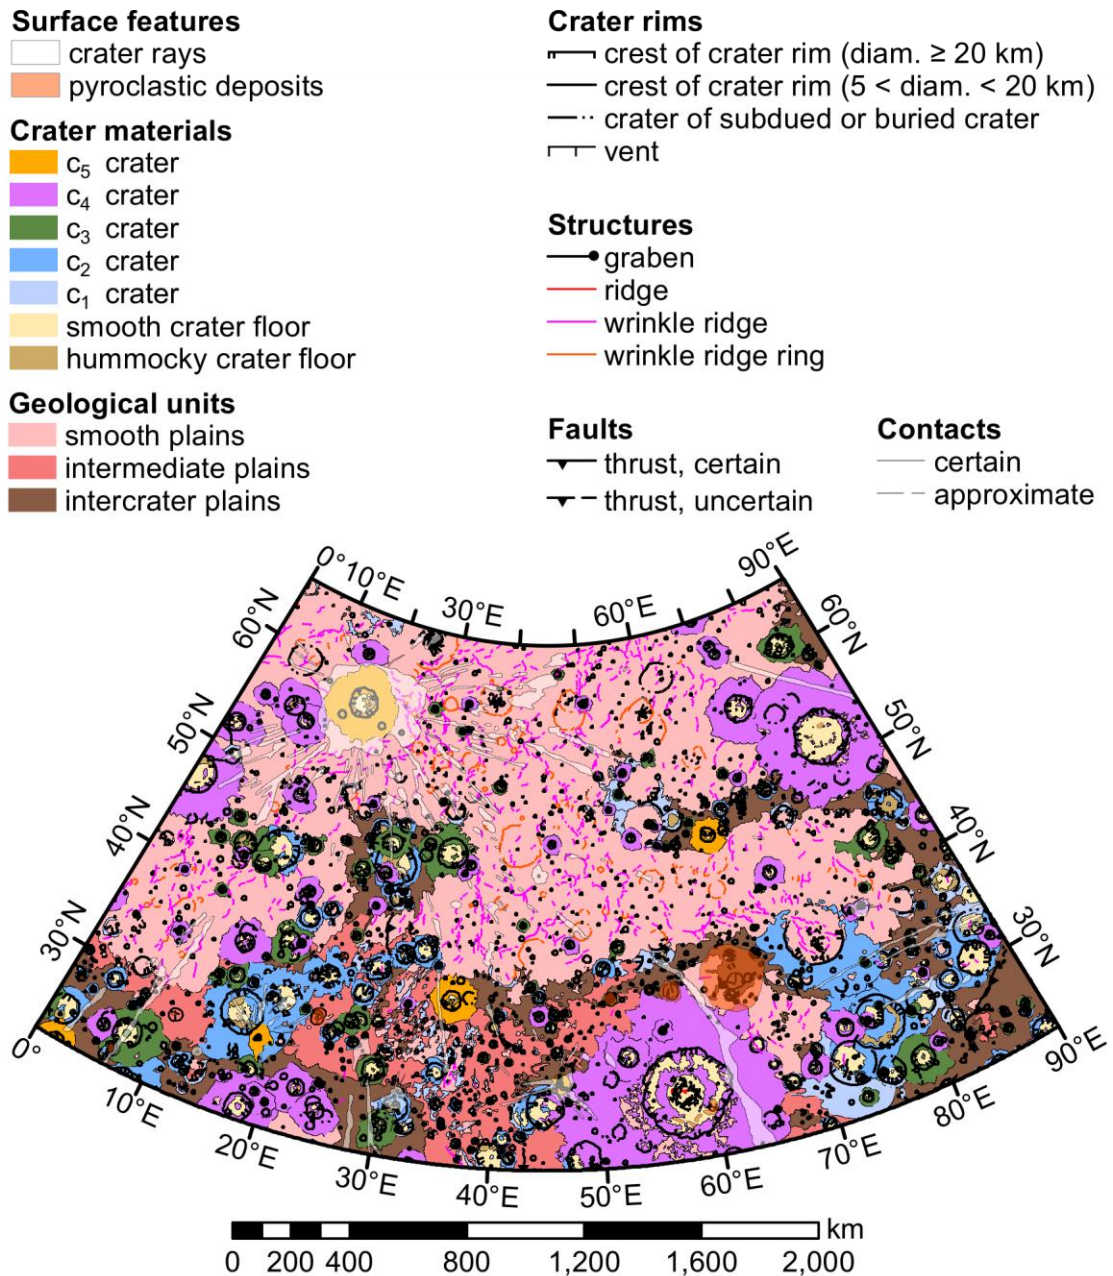 Surface features
crater rays
pyroclastic deposits
Crater materials
c5 crater
c4 crater
c3 crater
c2 crater
c1 crater
smooth crater floor
hummocky crater floor
Geological units
smooth plains
intermediate plains
intercrater plains
Crater rims
crest of crater rim (diam. ≥ 20 km)
crest of crater rim (5 < diam. < 20 km)
crater of subdued or buried crater
vent
Structures
graben
ridge
wrinkle ridge
wrinkle ridge ring
Faults
thrust, certain
thrust, uncertain
Contacts
certain
approximate
0° 10°E 30°E 60°E 90°E
60°N 60°N
50°N 50°N
40°N 40°N
30°N 30°N
0° 10°E 20°E 30°E 40°E 50°E 60°E 70°E 80°E 90°E
km
0 200 400 800 1,200 1,600 2,000